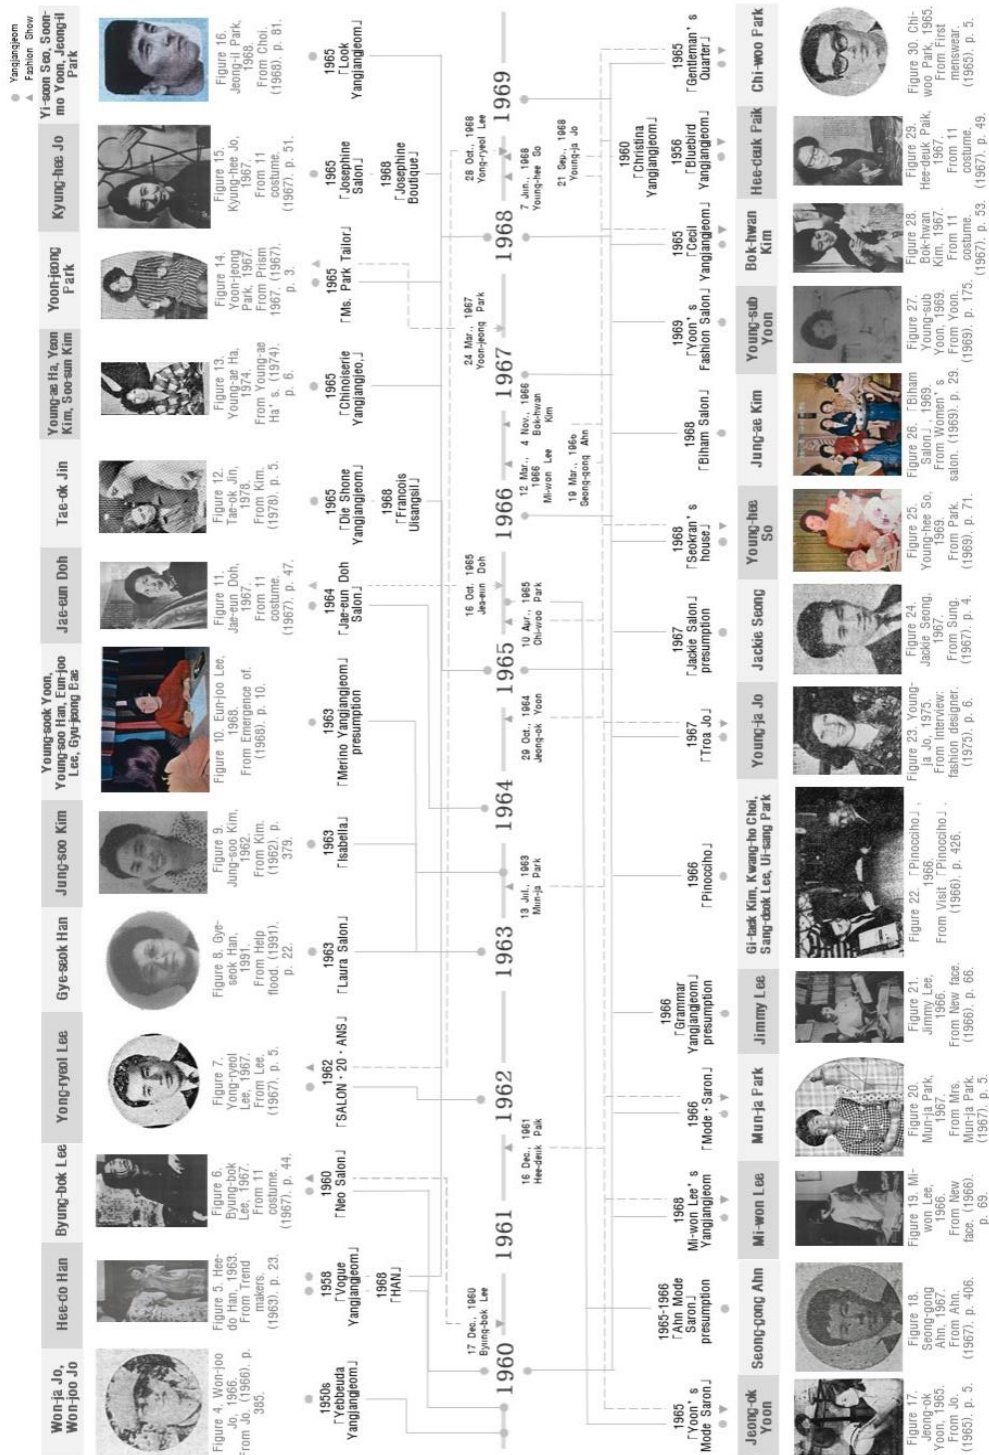 ● Yangjangjeom
▲ Fashion Show
Won-ja Jo,
Won-joo Jo
Figure 4. Won-joo
Jo, 1966.
From Jo, (1966). p.
385.
1950s
「Yebbeuda
Yangjangjeom」
Hee-do Han
Figure 5. Hee-
do Han, 1963.
From Trend
makers.
(1963). p. 23.
1958
「Vogue
Yangjangjeom」
1968
「HAN」
Byung-bok Lee
Figure 6.
Byung-bok
Lee, 1967.
From 11
costume.
(1967). p. 44.
1960
「Neo Salon」
Yong-ryeol Lee
Figure 7.
Yong-ryeol
Lee, 1967.
From Lee.
(1967). p. 5.
1962
「SALON · 20 · ANS」
Gye-seok Han
Figure 8. Gye-
seok Han,
1991.
From Help
flood. (1991).
p. 22.
1963
「Laura Salon」
Jung-soo Kim
Figure 9.
Jung-soo Kim,
1962.
From Kim.
(1962). p.
379.
1963
「Isabella」
Young-sook Yoon,
Young-soo Han, Eun-joo
Lee, Gyu-jeong Bae
Figure 10. Eun-joo Lee,
1968.
From Emergence of.
(1968). p. 10.
1963
「Merino Yangjangjeom」
presumption
Jae-eun Doh
Figure 11.
Jae-eun Doh,
1967.
From 11
costume.
(1967). p. 47.
1964
「Jae-eun Doh
Salon」
Tae-ok Jin
Figure 12.
Tae-ok Jin,
1978.
From Kim.
(1978). p. 5.
1965
「Die Shone
Yangjangjeom」
1968
「Francois
Uisangsil」
Young-ae Ha, Yeon
Kim, Soo-sun Kim
Figure 13.
Young-ae Ha,
1974.
From Young-ae
Ha's. (1974).
p. 6.
1965
「Chinoiserie
Yangjangjeo」
Yoon-jeong
Park
Figure 14.
Yoon-jeong
Park, 1967.
From Prism
1967. (1967)
p. 3.
1965
「Ms. Park Tailor」
Kyung-hee Jo
Figure 15.
Kyung-hee Jo,
1967.
From 11
costume.
(1967). p. 51.
1965
「Josephine
Salon」
1968
「Josephine
Boutique」
Yi-soon Seo, Soon-
mo Yoon, Jeong-il
Park
Figure 16.
Jeong-il Park,
1968.
From Choi,
(1968). p. 81.
1965
「Look
Yangjangjeom」
17 Dec., 1960
Byung-bok Lee
24 Mar., 1967
Yoon-jeong Park
16 Oct. 1965
Jea-eun Doh
28 Oct., 1968
Yong-ryeol Lee
1960
1961
1962
1963
1964
1965
1966
1967
1968
1969
16 Dec., 1961
Hee-deuk Paik
13 Jul., 1963
Mun-ja Park
29 Oct., 1964
Jeong-ok Yoon
10 Apr., 1965
Chi-woo Park
12 Mar.,
1966
Mi-won Lee
4 Nov., 1966
Bok-hwan
Kim
19 Mar., 1966
Seong-gong Ahn
7 Jun., 1968
Young-hee So
21 Sep., 1968
Young-ja Jo
1965
「Yoon's
Mode Saron」
Jeong-ok
Yoon
Figure 17.
Jeong-ok
Yoon, 1965.
From Jo.
(1965). p. 5.
1965-1966
「Ahn Mode
Saron」
presumption
Seong-gong Ahn
Figure 18.
Seong-gong
Ahn, 1967.
From Ahn.
(1967). p. 406.
1968
Mi-won Lee's
Yangjangjeom
Mi-won Lee
Figure 19. Mi-
won Lee,
1966.
From New
face. (1966).
p. 69.
1966
「Mode · Saron」
Mun-ja Park
Figure 20.
Mun-ja Park,
1967.
From Mrs.
Mun-ja Park.
(1967). p. 5.
1966
「Grammar
Yangjangjeom」
presumption
Jimmy Lee
Figure 21.
Jimmy Lee,
1966.
From New face.
(1966). p. 66.
1966
「Pinocciho」
Gi-taek Kim, Kwang-ho Choi,
Sang-deok Lee, Ui-sang Park
Figure 22. 「Pinocciho」,
1966.
From Visit 「Pinocciho」.
(1966). p. 426.
1967
「Troa Jo」
Young-ja Jo
Figure 23. Young-
ja Jo, 1975.
From Interview:
fashion designer.
(1975). p. 6.
1967
「Jackie Salon」
presumption
Jackie Seong
Figure 24.
Jackie Seong,
1967.
From Sung.
(1967). p. 4.
1968
「Seokran's
house」
Young-hee
So
Figure 25.
Young-hee So,
1969.
From Park.
(1969). p. 71.
1968
「Biham Salon」
Jung-ae Kim
Figure 26. 「Biham
Salon」, 1969.
From Women's
salon. (1969). p. 29.
1969
「Yoon's
Fashion Salon」
Young-sub
Yoon
Figure 27.
Young-sub
Yoon, 1969.
From Yoon.
(1969). p. 175.
1965
「Cecil
Yangjangjeom」
Bok-hwan
Kim
Figure 28.
Bok-hwan
Kim, 1967.
From 11
costume.
(1967). p. 53.
1960
「Christina
Yangjangjeom」
1956
「Bluebird
Yangjangjeom」
Hee-deuk Paik
Figure 29.
Hee-deuk Paik,
1967.
From 11
costume.
(1967). p. 49.
1965
「Gentleman's
Quarter」
Chi-woo Park
Figure 30. Chi-
woo Park, 1965.
From First
menswear.
(1965). p. 5.